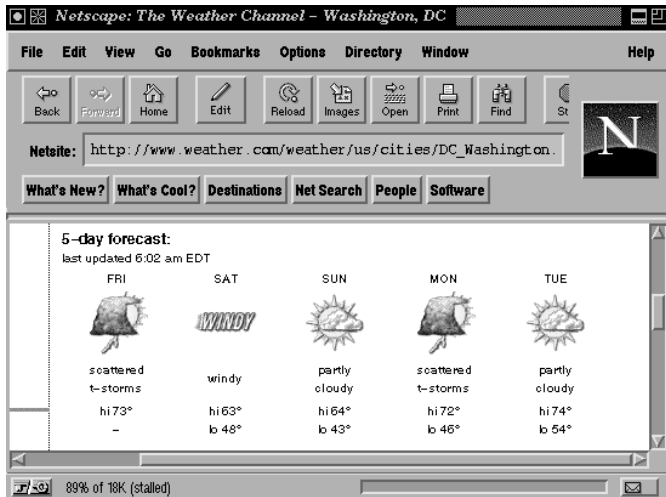 Netscape: The Weather Channel – Washington, DC
File Edit View Go Bookmarks Options Directory Window Help
Back Forward Home Edit Reload Images Open Print Find St
N
Netsite: http://www.weather.com/weather/us/cities/DC_Washington.
What's New? What's Cool? Destinations Net Search People Software
5-day forecast:
last updated 6:02 am EDT
FRI SAT SUN MON TUE
WINDY
scattered t-storms windy partly cloudy scattered t-storms partly cloudy
hi 73° hi 63° hi 64° hi 72° hi 74°
– lo 48° lo 43° lo 46° lo 54°
89% of 18K (stalled)